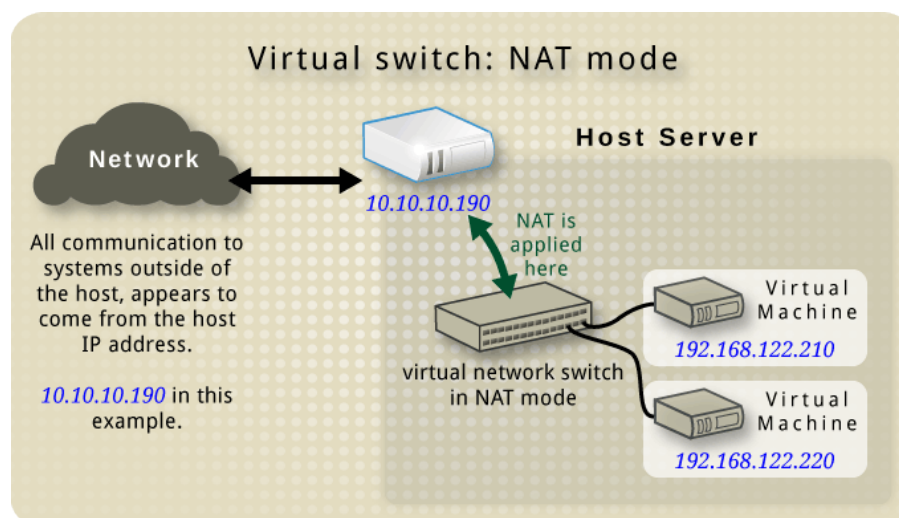 Virtual switch: NAT mode
Host Server
Network
10.10.10.190
All communication to
systems outside of
the host, appears to
come from the host
IP address.
10.10.10.190 in this
example.
NAT is
applied
here
virtual network switch
in NAT mode
Virtual
Machine
192.168.122.210
Virtual
Machine
192.168.122.220